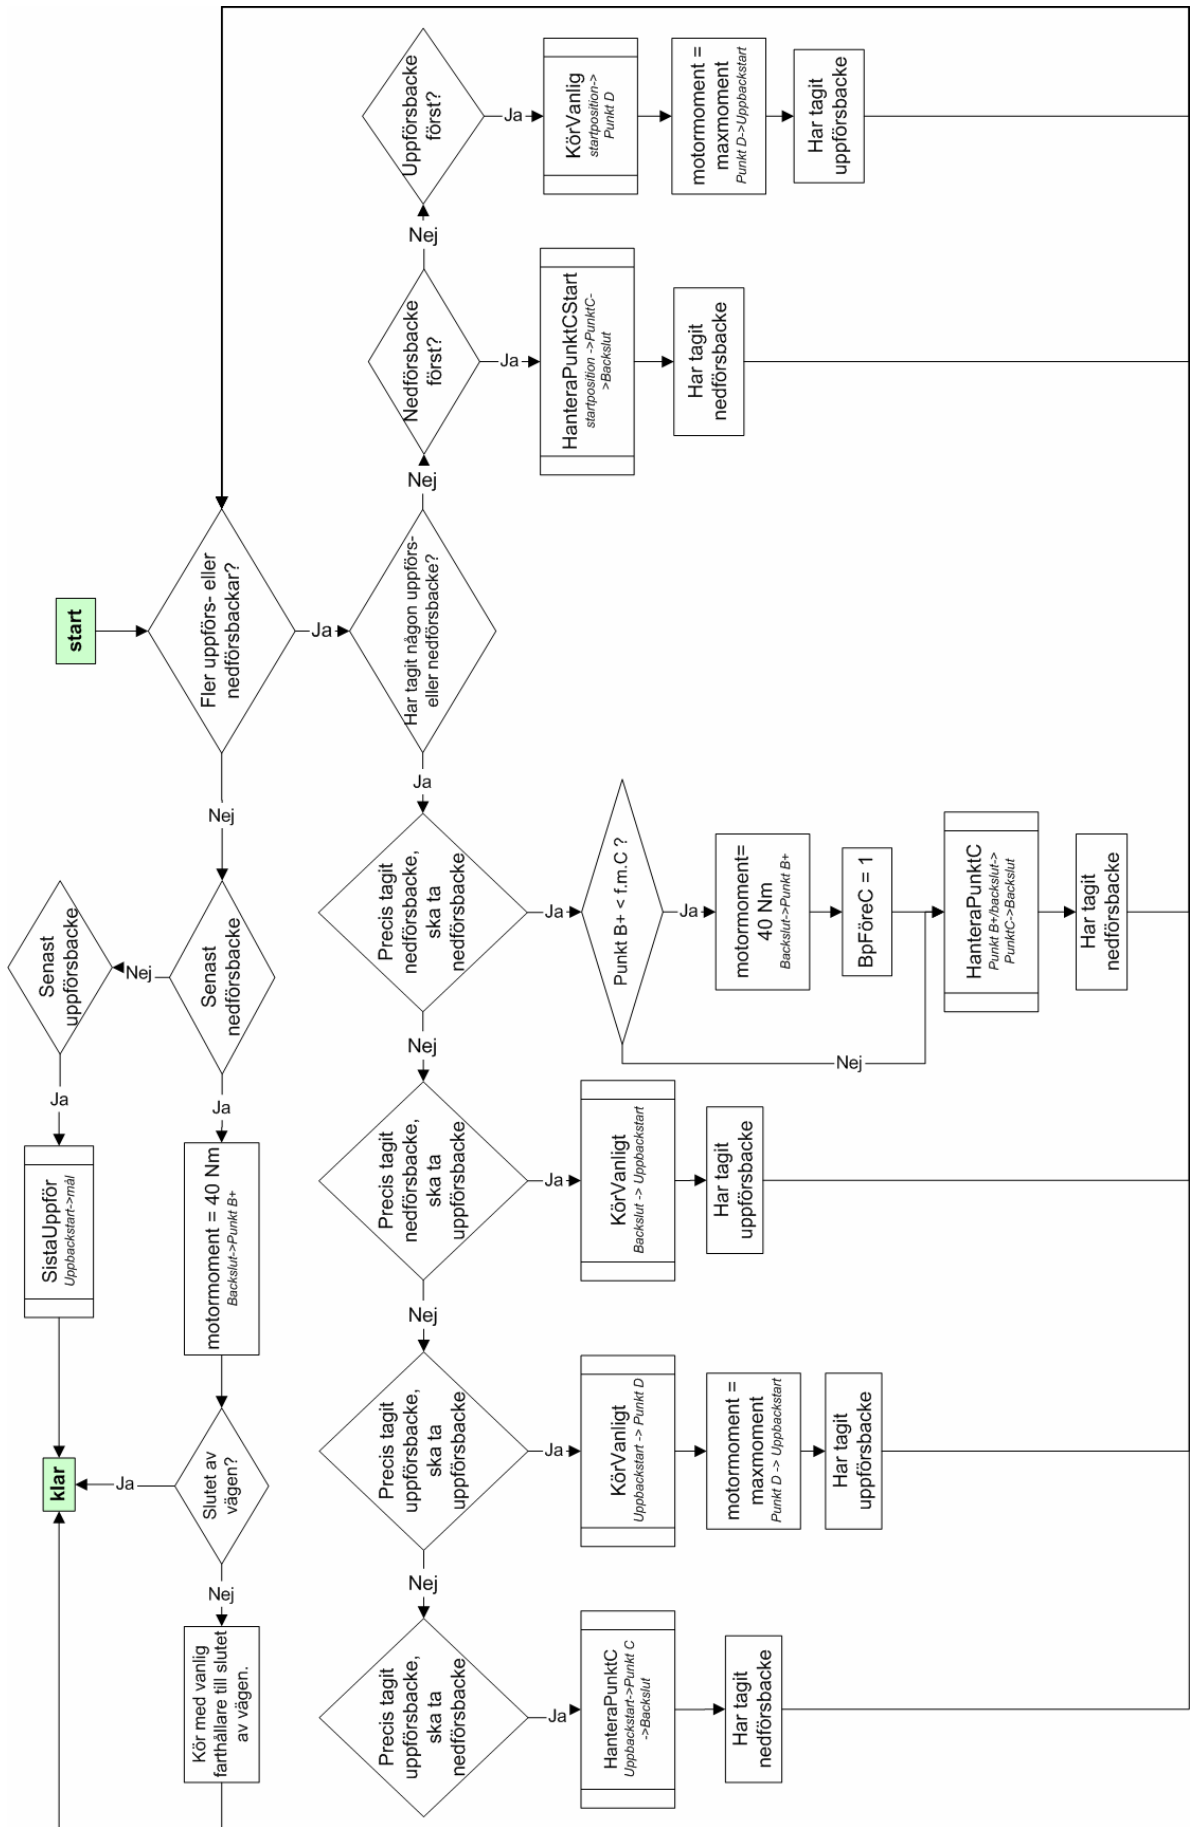 start
Fler uppförs- eller
nedförsbackar?
Nej
Senast
nedförsbacke
Nej
Senast
uppförsbacke
Ja
SistaUppför
Uppbackstart->mål
Ja
motormoment = 40 Nm
Backslut->Punkt B+
Slutet av
vägen?
Ja
klar
Nej
Kör med vanlig
farthållare till slutet
av vägen.
Ja
Har tagit någon uppförs-
eller nedförsbacke?
Nej
Nedförsbacke
först?
Nej
Uppförsbacke
först?
Ja
KörVanlig
startposition->
Punkt D
motormoment =
maxmoment
Punkt D->Uppbackstart
Har tagit
uppförsbacke
Ja
HanteraPunktCStart
startposition ->PunktC-
>Backslut
Har tagit
nedförsbacke
Ja
Precis tagit
nedförsbacke,
ska ta
nedförsbacke
Ja
Punkt B+ < f.m.C ?
Ja
motormoment=
40 Nm
Backslut->Punkt B+
BpFöreC = 1
Nej
HanteraPunktC
Punkt B+/backslut->
PunktC->Backslut
Har tagit
nedförsbacke
Nej
Precis tagit
nedförsbacke,
ska ta
uppförsbacke
Ja
KörVanligt
Backslut -> Uppbackstart
Har tagit
uppförsbacke
Nej
Precis tagit
uppförsbacke,
ska ta
uppförsbacke
Ja
KörVanligt
Uppbackstart -> Punkt D
motormoment =
maxmoment
Punkt D -> Uppbackstart
Har tagit
uppförsbacke
Nej
Precis tagit
uppförsbacke,
ska ta
nedförsbacke
Ja
HanteraPunktC
Uppbackstart->Punkt C
->Backslut
Har tagit
nedförsbacke